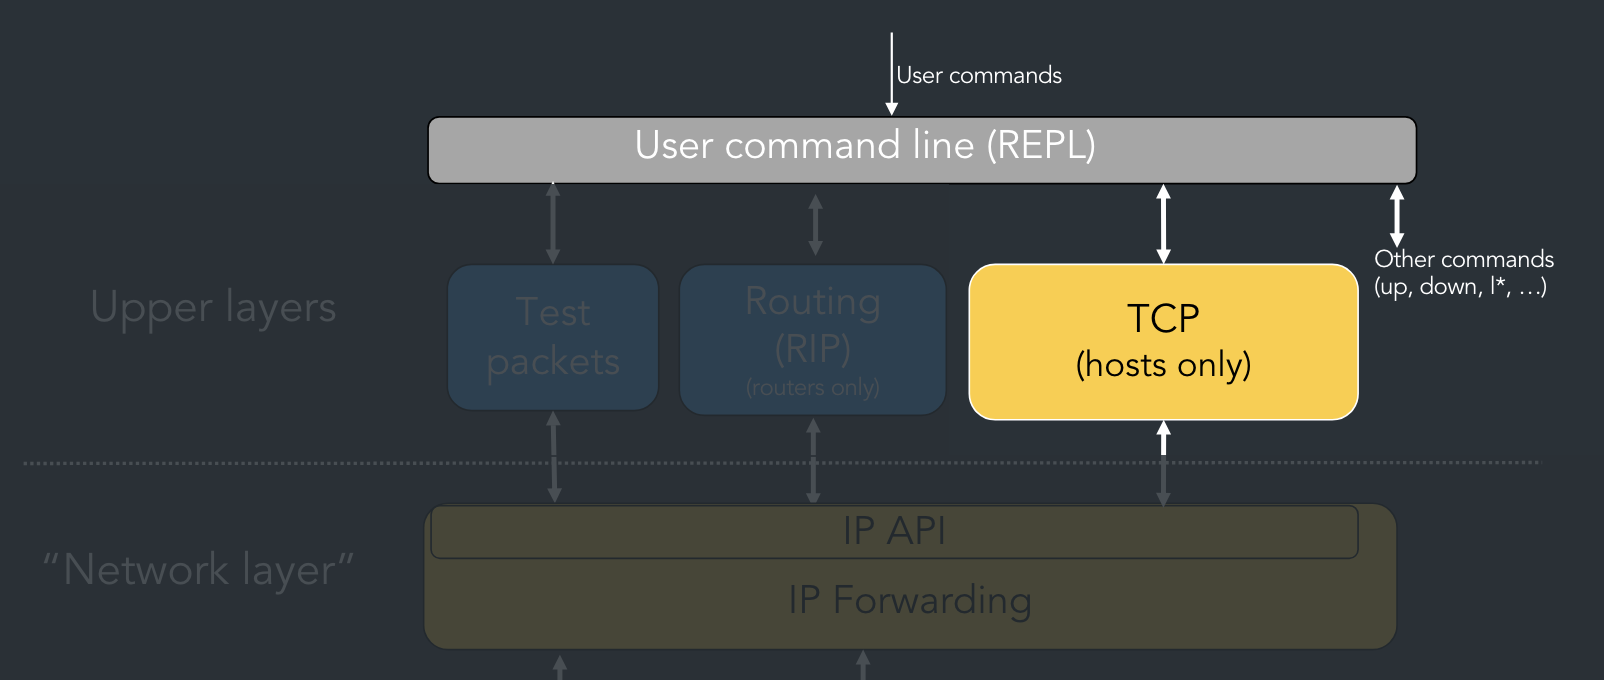 User commands
User command line (REPL)
Other commands
(up, down, l*, …)
Upper layers
Test
packets
Routing
(RIP)
(routers only)
TCP
(hosts only)
“Network layer“
IP API
IP Forwarding